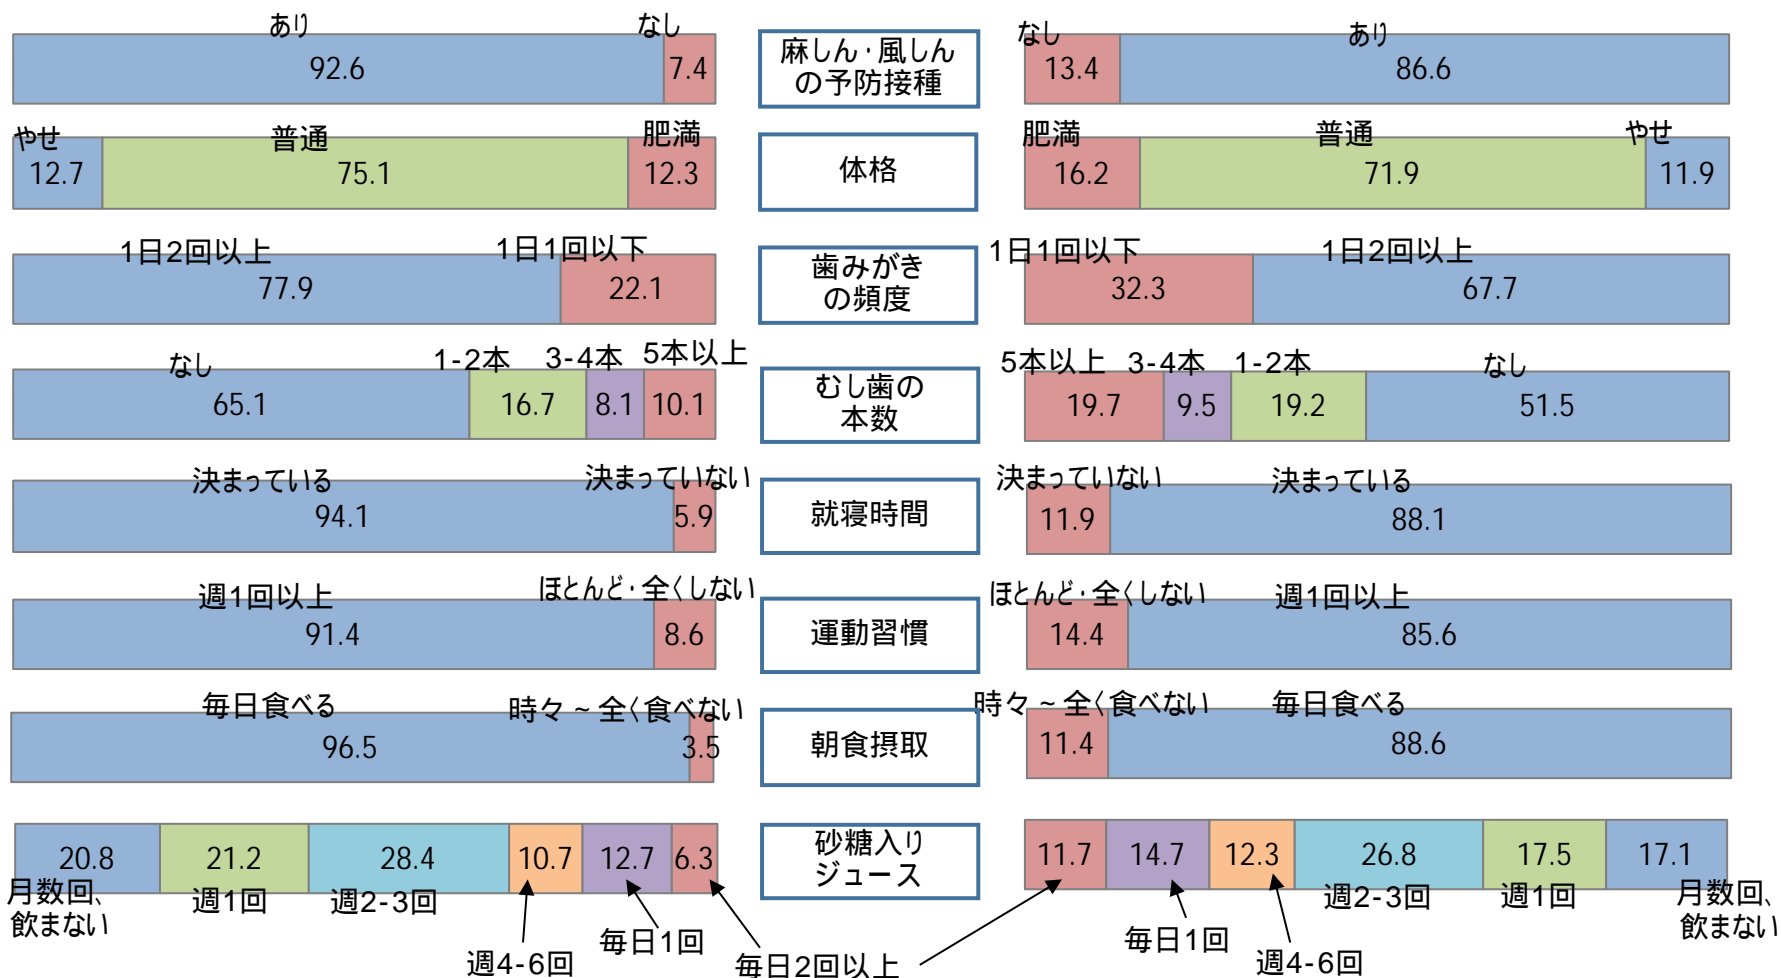 あり なし 麻しん・風しん なし あり
92.6 7.4 の予防接種 13.4 86.6
やせ 普通 肥満 体格 肥満 普通 やせ
12.7 75.1 12.3 16.2 71.9 11.9
1日2回以上 1日1回以下 歯みがき 1日1回以下 1日2回以上
77.9 22.1 の頻度 32.3 67.7
なし 1-2本 3-4本 5本以上 むし歯の 5本以上 3-4本 1-2本 なし
65.1 16.7 8.1 10.1 本数 19.7 9.5 19.2 51.5
決まっている 決まっていない 就寝時間 決まっていない 決まっている
94.1 5.9 11.9 88.1
週1回以上 ほとんど・全くしない 運動習慣 ほとんど・全くしない 週1回以上
91.4 8.6 14.4 85.6
毎日食べる 時々~全く食べない 朝食摂取 時々~全く食べない 毎日食べる
96.5 3.5 11.4 88.6
20.8 21.2 28.4 10.7 12.7 6.3 砂糖入り 11.7 14.7 12.3 26.8 17.5 17.1
ジュース
月数回、 週1回 週2-3回 週2-3回 週1回 月数回、
飲まない 毎日1回 毎日1回 飲まない
週4-6回 毎日2回以上 週4-6回